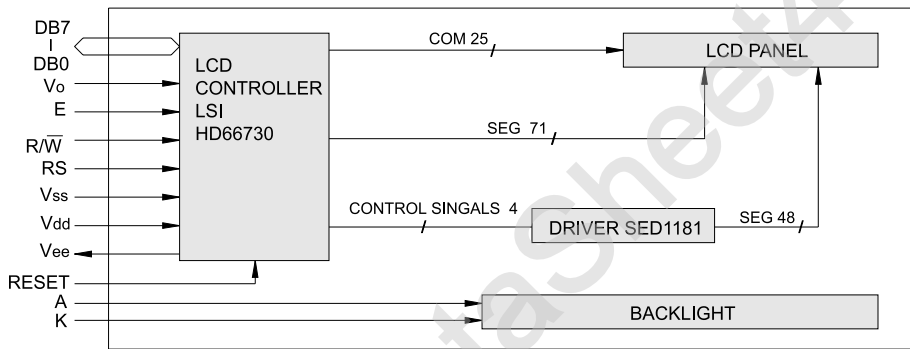 DB7
DB0
Vo
E
R/W̅
RS
Vss
Vdd
Vee
RESET
A
K
LCD
CONTROLLER
LSI
HD66730
COM 25
LCD PANEL
SEG 71
CONTROL SINGALS 4
DRIVER SED1181
SEG 48
BACKLIGHT
taSheet4